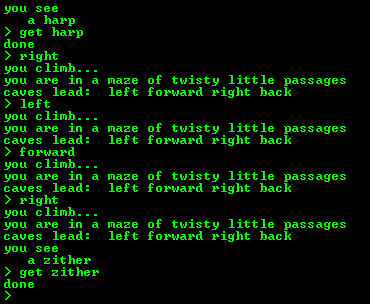 you see
   a harp
> get harp
done
> right
you climb...
you are in a maze of twisty little passages
caves lead:  left forward right back
> left
you climb...
you are in a maze of twisty little passages
caves lead:  left forward right back
> forward
you climb...
you are in a maze of twisty little passages
caves lead:  left forward right back
> right
you climb...
you are in a maze of twisty little passages
caves lead:  left forward right back
you see
   a zither
> get zither
done
>